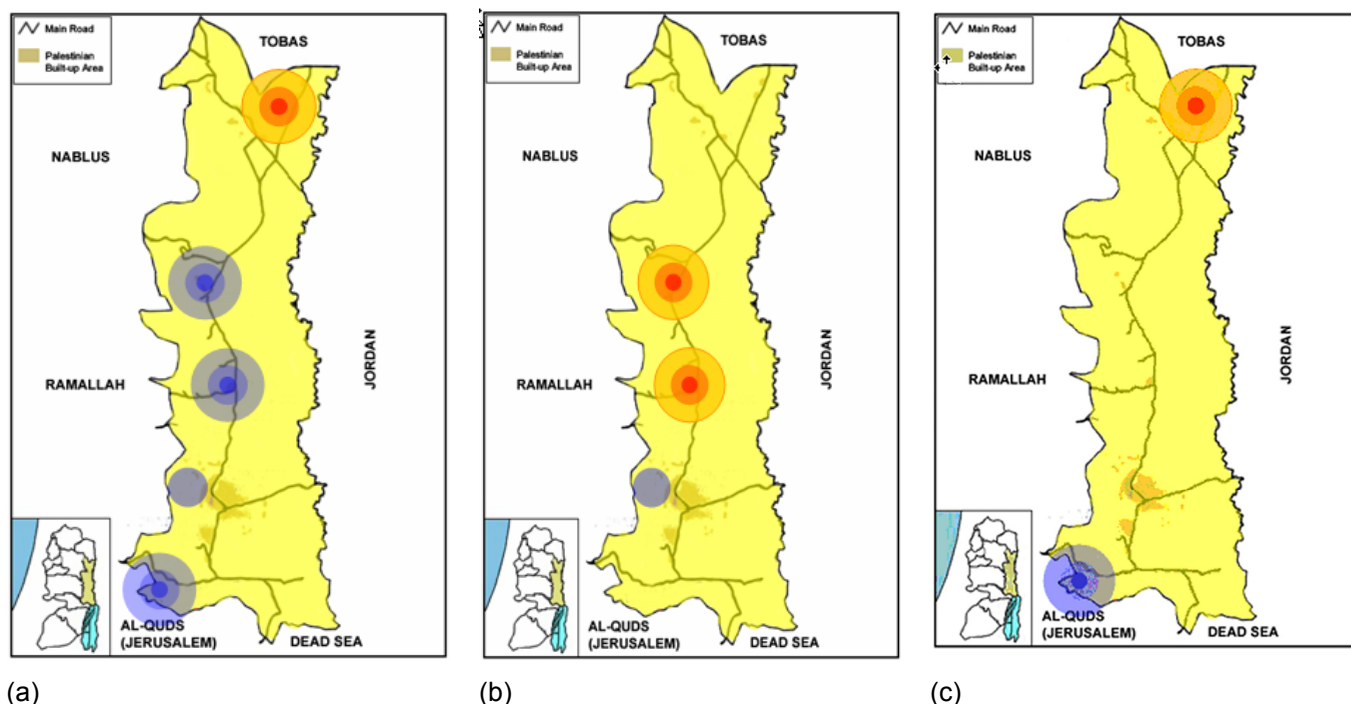 Main Road
Palestinian
Built-up Area
TOBAS
NABLUS
RAMALLAH
JORDAN
AL-QUDS
(JERUSALEM)
DEAD SEA
(a)
Main Road
Palestinian
Built-up Area
TOBAS
NABLUS
RAMALLAH
JORDAN
AL-QUDS
(JERUSALEM)
DEAD SEA
(b)
Main Road
Palestinian
Built-up Area
TOBAS
NABLUS
RAMALLAH
JORDAN
AL-QUDS
(JERUSALEM)
DEAD SEA
(c)